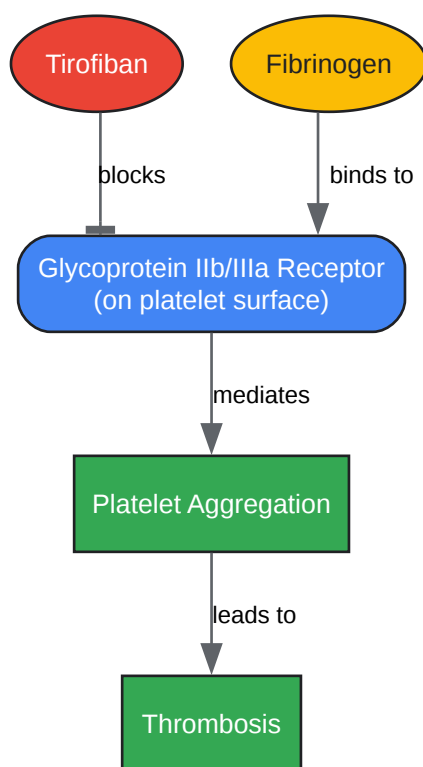 Tirofiban
Fibrinogen
blocks
binds to
Glycoprotein IIb/IIIa Receptor
(on platelet surface)
mediates
Platelet Aggregation
leads to
Thrombosis